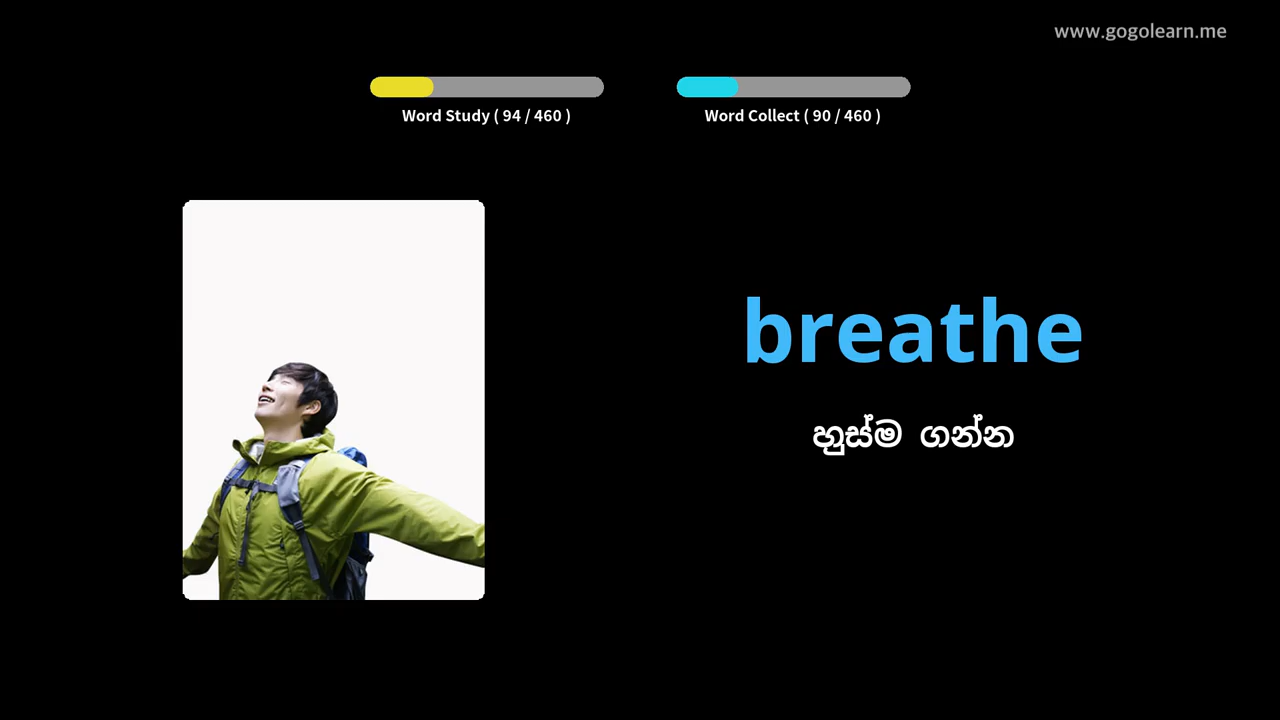 www.gogolearn.me
Word Study ( 94 / 460 )
Word Collect ( 90 / 460 )
breathe
හුස්ම ගන්න